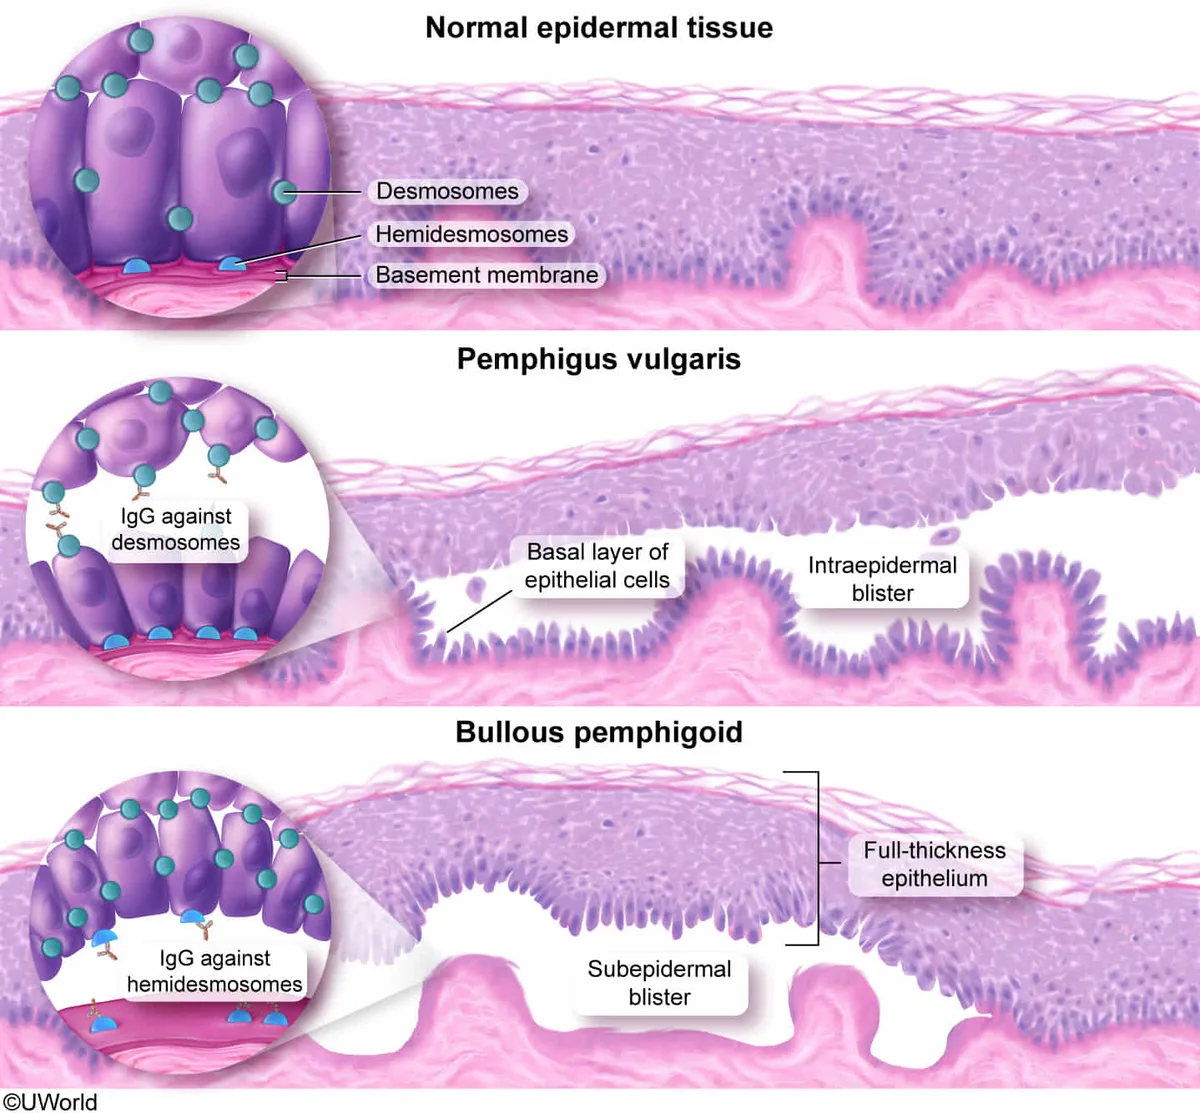 Normal epidermal tissue
Desmosomes
Hemidesmosomes
Basement membrane
Pemphigus vulgaris
IgG against
desmosomes
Basal layer of
epithelial cells
Intraepidermal
blister
Bullous pemphigoid
Full-thickness
epithelium
IgG against
hemidesmosomes
Subepidermal
blister
©UWorld